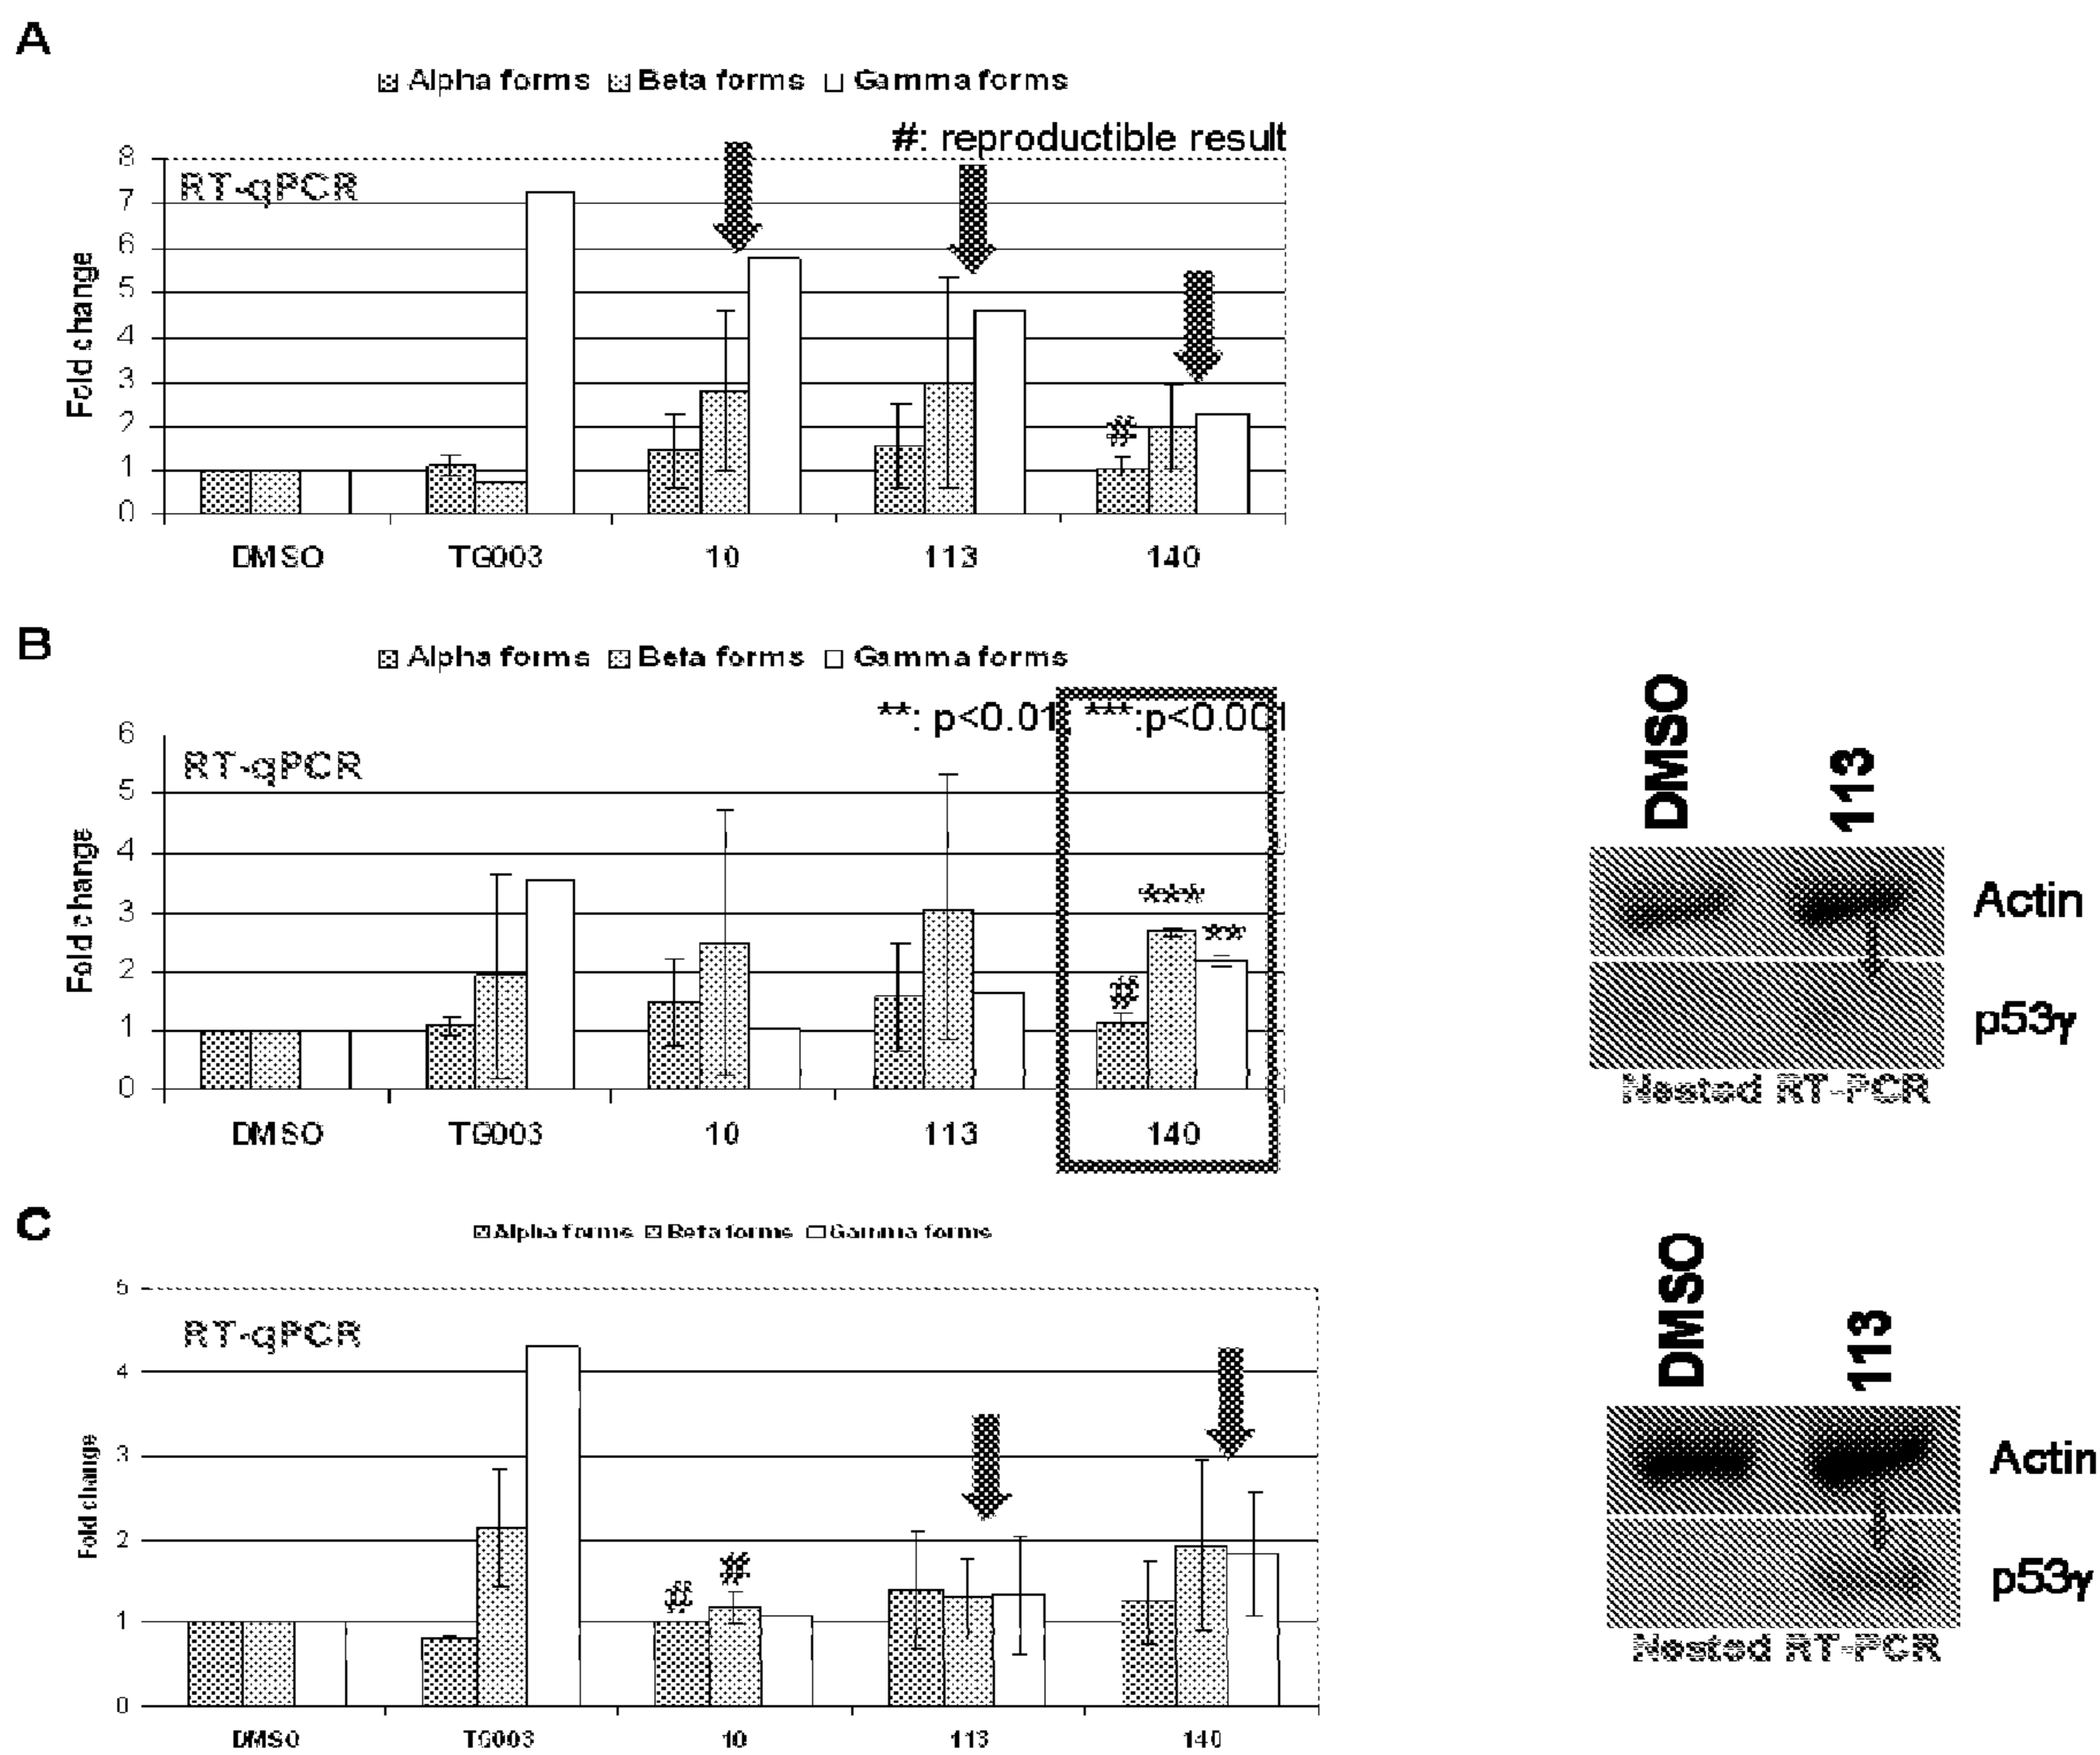 A
Alpha forms Beta forms Gamma forms
#: reproductible result
RT-qPCR
8
7
6
5
4
3
2
1
0
Fold change
#
DMSO TG003 10 113 140
B
Alpha forms Beta forms Gamma forms
**: p<0.01 ***:p<0.001
RT-qPCR
6
5
4
3
2
1
0
Fold change
# *** **
DMSO TG003 10 113 140
DMSO 113
Actin
p53γ
Nested RT-PCR
C
Alpha forms Beta forms Gamma forms
RT-qPCR
5
4
3
2
1
0
Fold change
# #
DMSO TG003 10 113 140
DMSO 113
Actin
p53γ
Nested RT-PCR